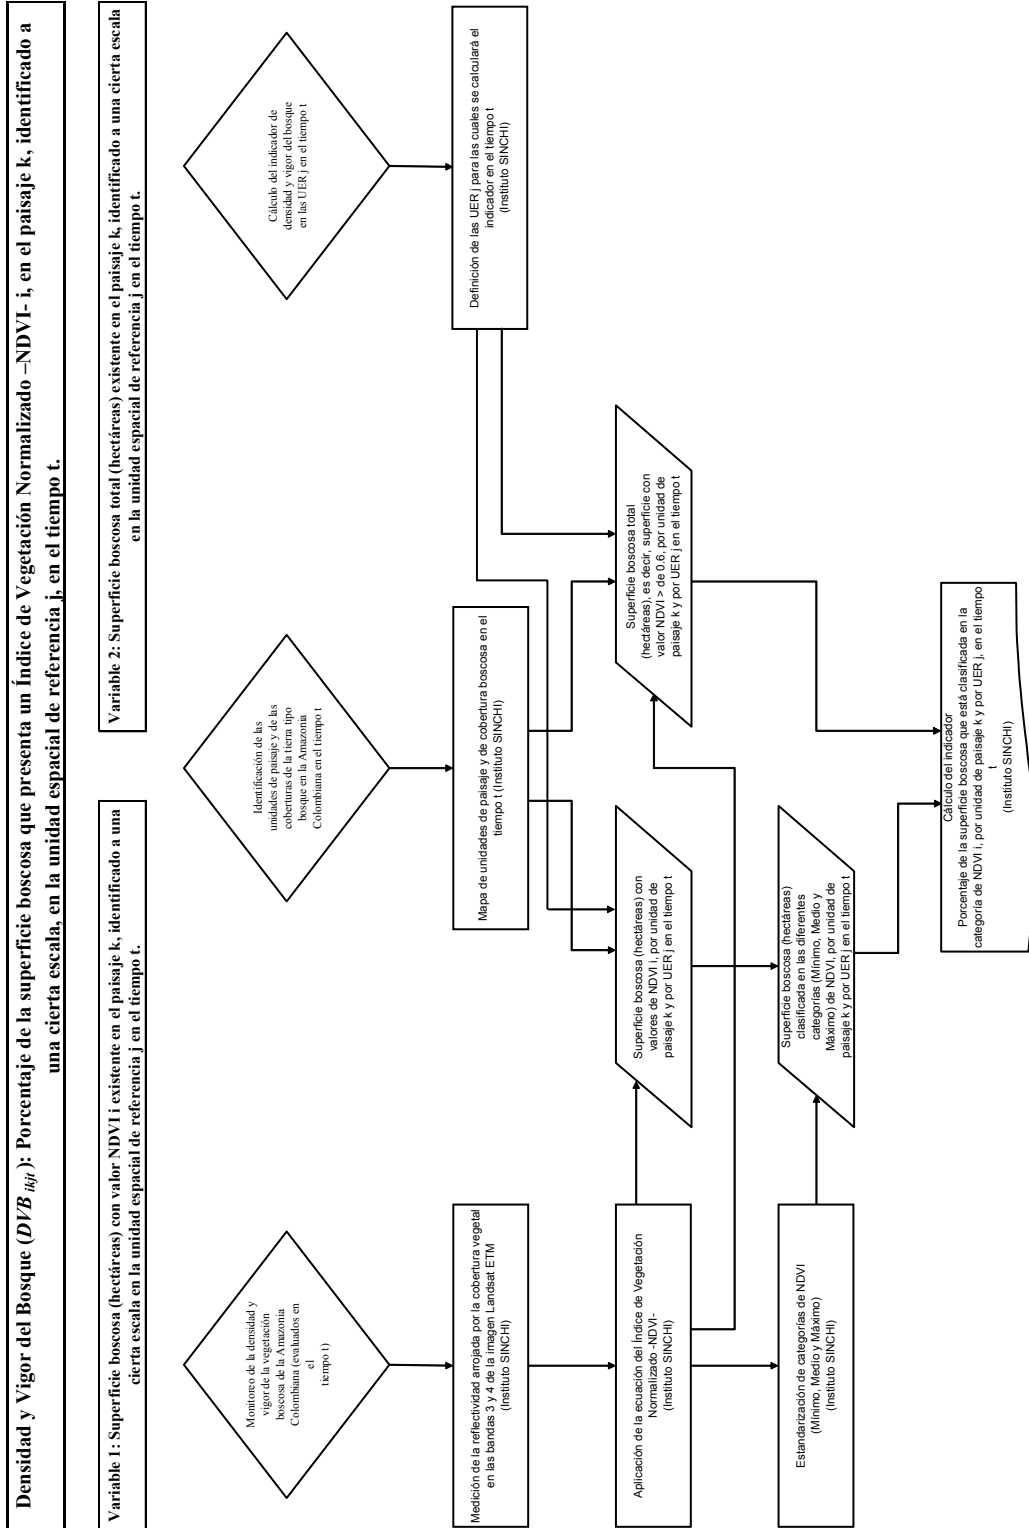 Densidad y Vigor del Bosque (DVB ikjt): Porcentaje de la superficie boscosa que presenta un Índice de Vegetación Normalizado –NDVI- i, en el paisaje k, identificado a
una cierta escala, en la unidad espacial de referencia j, en el tiempo t.
Variable 1: Superficie boscosa (hectáreas) con valor NDVI i existente en el paisaje k, identificado a una
cierta escala en la unidad espacial de referencia j en el tiempo t.
Variable 2: Superficie boscosa total (hectáreas) existente en el paisaje k, identificado a una cierta escala
en la unidad espacial de referencia j en el tiempo t.
Monitoreo de la densidad y
vigor de la vegetación
boscosa de la Amazonia
Colombiana (evaluados en
el
tiempo t)
Identificación de las
unidades de paisaje y de las
coberturas de la tierra tipo
bosque en la Amazonia
Colombiana en el tiempo t
Cálculo del indicador de
densidad y vigor del bosque
en las UER j en el tiempo t
Medición de la reflectividad arrojada por la cobertura vegetal
en las bandas 3 y 4 de la imagen Landsat ETM
(Instituto SINCHI)
Mapa de unidades de paisaje y de cobertura boscosa en el
tiempo t (Instituto SINCHI)
Definición de las UER j para las cuales se calculará el
indicador en el tiempo t
(Instituto SINCHI)
Aplicación de la ecuación del Índice de Vegetación
Normalizado -NDVI-
(Instituto SINCHI)
Superficie boscosa (hectáreas) con
valores de NDVI i, por unidad de
paisaje k y por UER j en el tiempo t
Superficie boscosa total
(hectáreas), es decir, superficie con
valor NDVI > de 0.6, por unidad de
paisaje k y por UER j en el tiempo t
Estandarización de categorías de NDVI
(Mínimo, Medio y Máximo)
(Instituto SINCHI)
Superficie boscosa (hectáreas)
clasificada en las diferentes
categorías (Mínimo, Medio y
Máximo) de NDVI, por unidad de
paisaje k y por UER j en el tiempo t
Cálculo del indicador
Porcentaje de la superficie boscosa que está clasificada en la
categoría de NDVI i, por unidad de paisaje k y por UER j, en el tiempo
t
(Instituto SINCHI)